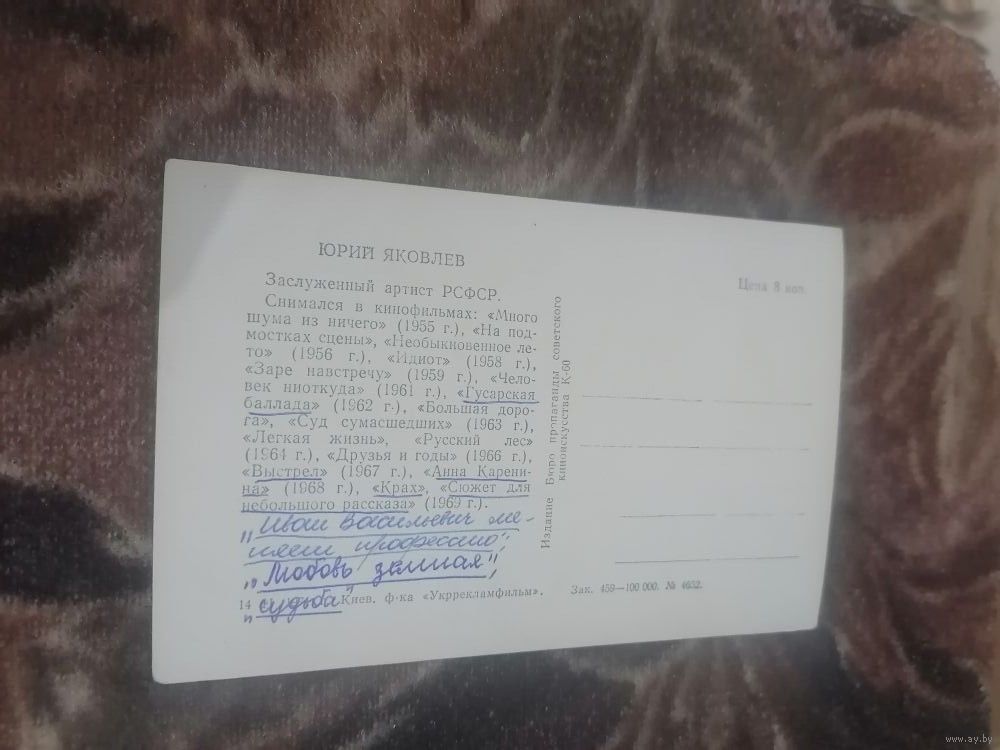 ЮРИЙ ЯКОВЛЕВ
Заслуженный артист РСФСР.
Снимался в кинофильмах: «Много
шума из ничего» (1955 г.), «На под-
мостках сцены», «Необыкновенное ле-
то» (1956 г.), «Идиот» (1958 г.),
«Заре навстречу» (1959 г.), «Чело-
век ниоткуда» (1961 г.), «Гусарская
баллада» (1962 г.), «Большая доро-
га», «Суд сумасшедших» (1963 г.),
«Легкая жизнь», «Русский лес»
(1964 г.), «Друзья и годы» (1966 г.),
«Выстрел» (1967 г.), «Анна Карени-
на» (1968 г.), «Крах», «Сюжет для
небольшого рассказа» (1969 г.).
„Иван Васильевич ме-
няет профессию",
„Любовь земная",
„судьба"
14 Киев. ф-ка «Укррекламфильм». Зак. 459—100 000. № 4652.
Издание Бюро пропаганды советского
киноискусства К-60
Цена 8 коп.
www.ay.by